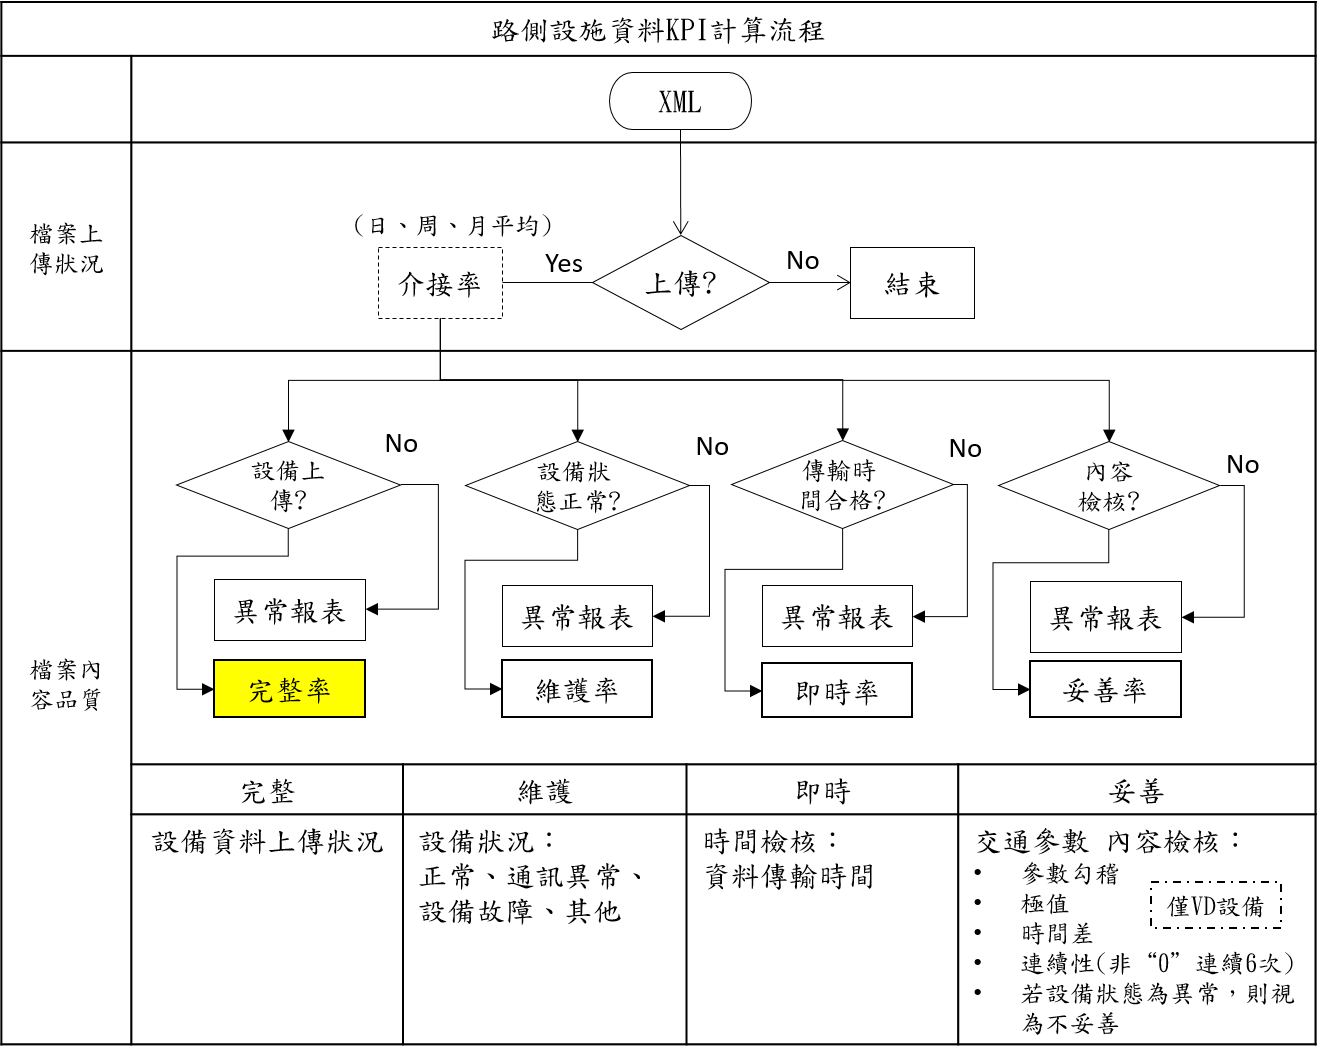 路側設施資料KPI計算流程
XML
檔案上
傳狀況
(日、周、月平均)
介接率
Yes
上傳?
No
結束
檔案內
容品質
設備上
傳?
No
異常報表
完整率
設備狀
態正常?
No
異常報表
維護率
傳輸時
間合格?
No
異常報表
即時率
內容
檢核?
No
異常報表
妥善率
完整
維護
即時
妥善
設備資料上傳狀況
設備狀況：
正常、通訊異常、
設備故障、其他
時間檢核：
資料傳輸時間
交通參數 內容檢核：
• 參數勾稽
• 極值
• 時間差
• 連續性(非“0”連續6次)
• 若設備狀態為異常，則視
為不妥善
僅VD設備